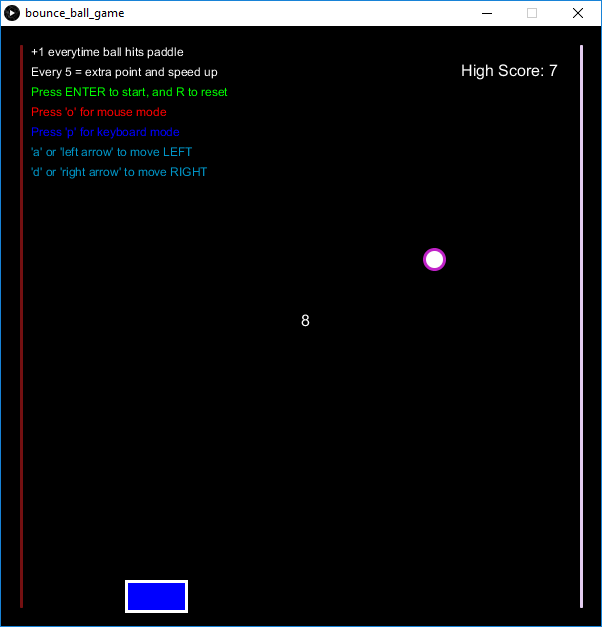 bounce_ball_game
+1 everytime ball hits paddle
Every 5 = extra point and speed up
High Score: 7
Press ENTER to start, and R to reset
Press 'o' for mouse mode
Press 'p' for keyboard mode
'a' or 'left arrow' to move LEFT
'd' or 'right arrow' to move RIGHT
8